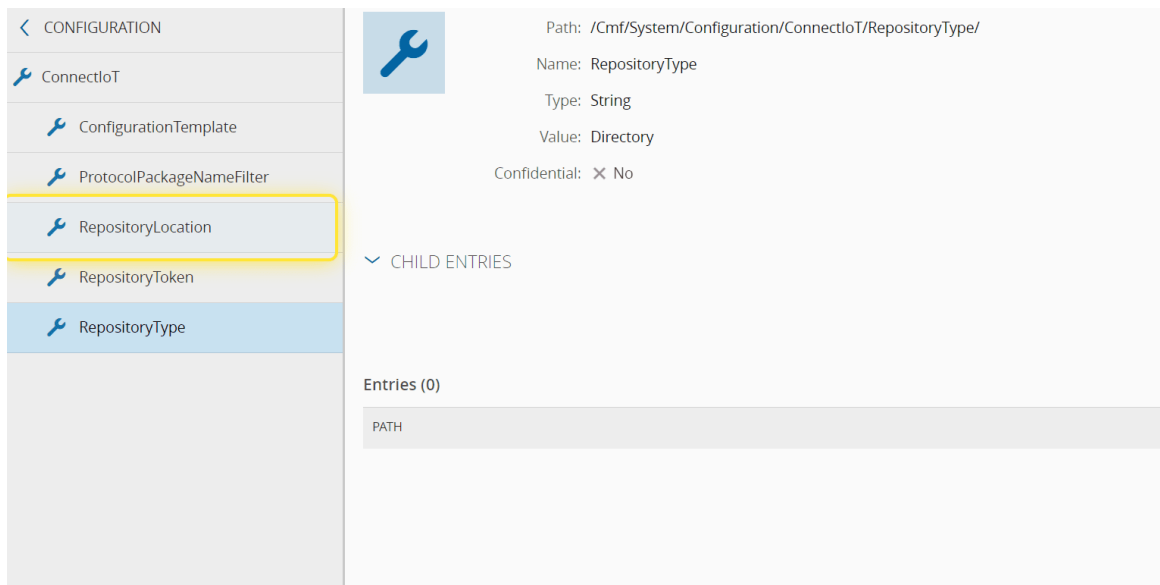 CONFIGURATION
ConnectIoT
ConfigurationTemplate
ProtocolPackageNameFilter
RepositoryLocation
RepositoryToken
RepositoryType
Path: /Cmf/System/Configuration/ConnectIoT/RepositoryType/
Name: RepositoryType
Type: String
Value: Directory
Confidential: No
CHILD ENTRIES
Entries (0)
PATH